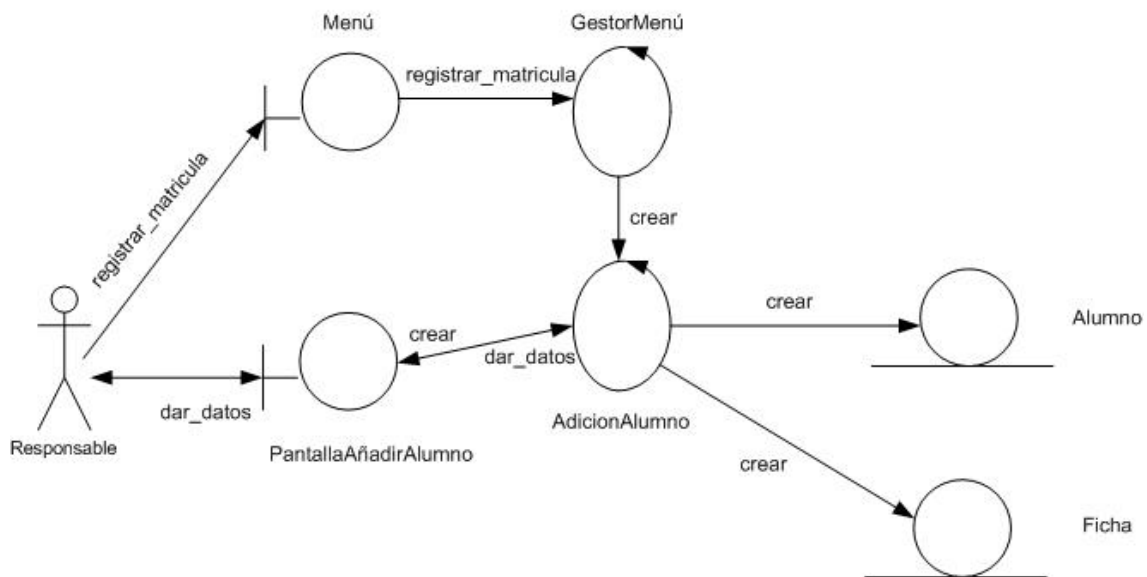 Menú
GestorMenú
registrar_matricula
registrar_matricula
crear
crear
Alumno
crear
dar_datos
dar_datos
AdicionAlumno
Responsable
PantallaAñadirAlumno
crear
Ficha